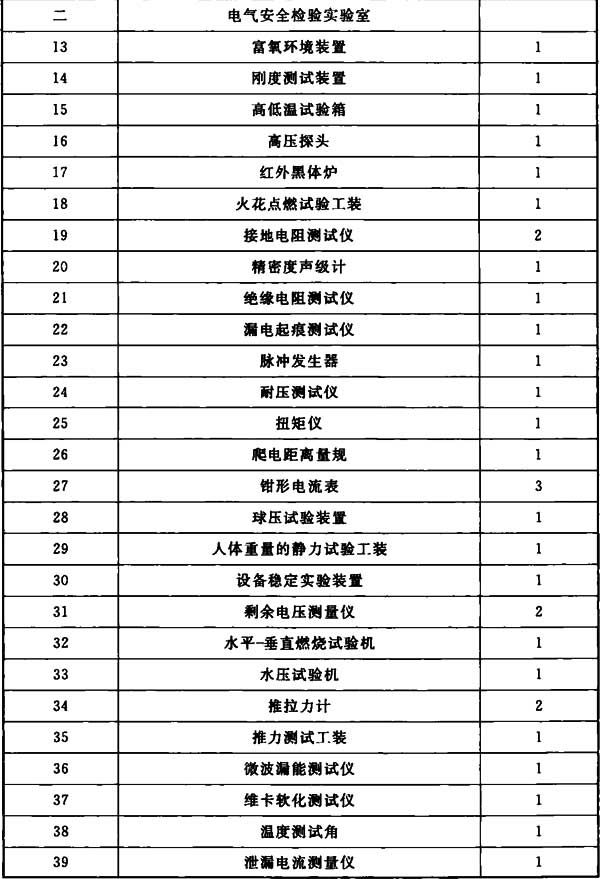 二 电气安全检验实验室
13 富氧环境装置 1
14 刚度测试装置 1
15 高低温试验箱 1
16 高压探头 1
17 红外黑体炉 1
18 火花点燃试验工装 1
19 接地电阻测试仪 2
20 精密度声级计 1
21 绝缘电阻测试仪 1
22 漏电起痕测试仪 1
23 脉冲发生器 1
24 耐压测试仪 1
25 扭矩仪 1
26 爬电距离量规 1
27 钳形电流表 3
28 球压试验装置 1
29 人体重量的静力试验工装 1
30 设备稳定实验装置 1
31 剩余电压测量仪 2
32 水平-垂直燃烧试验机 1
33 水压试验机 1
34 推拉力计 2
35 推力测试工装 1
36 微波漏能测试仪 1
37 维卡软化测试仪 1
38 温度测试角 1
39 泄漏电流测量仪 1